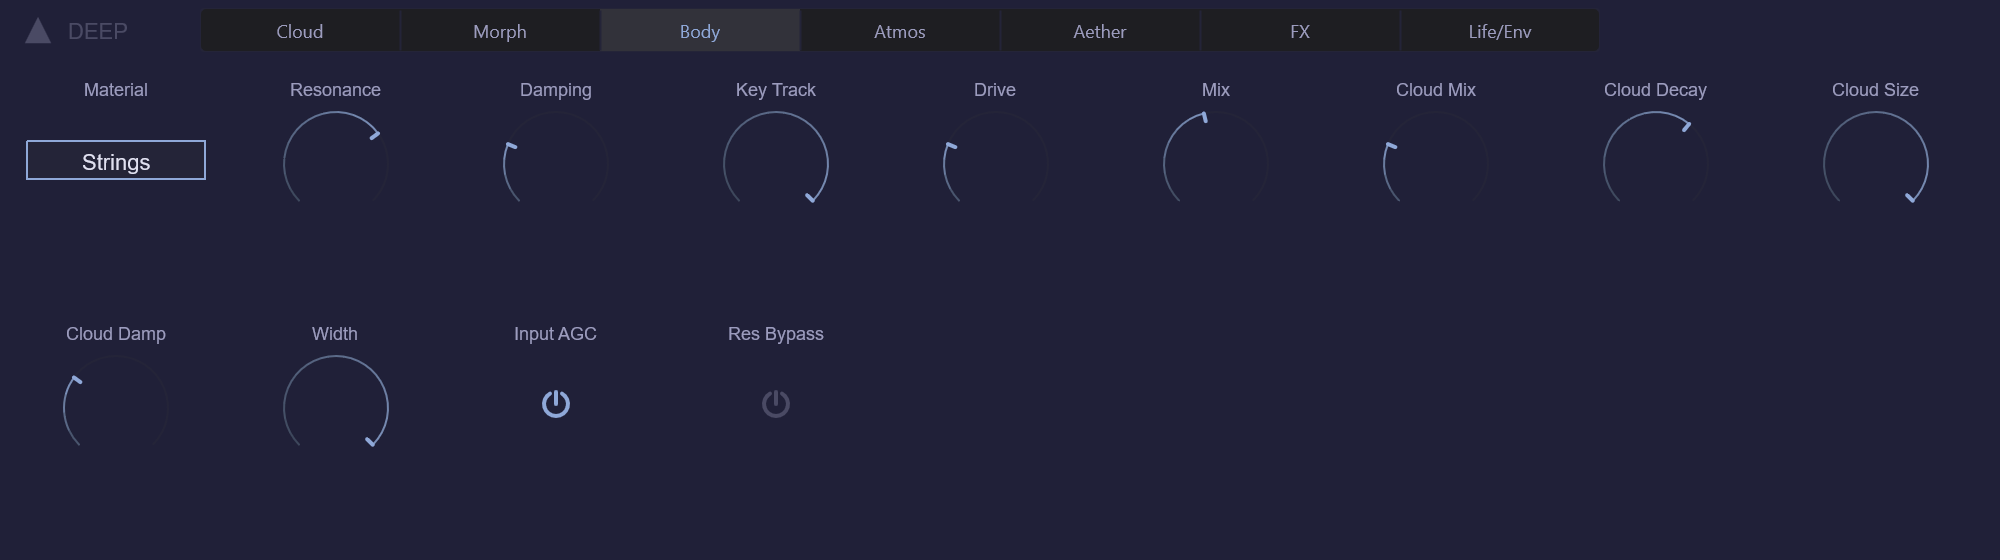 DEEP
Cloud
Morph
Body
Atmos
Aether
FX
Life/Env
Material
Resonance
Damping
Key Track
Drive
Mix
Cloud Mix
Cloud Decay
Cloud Size
Strings
Cloud Damp
Width
Input AGC
Res Bypass